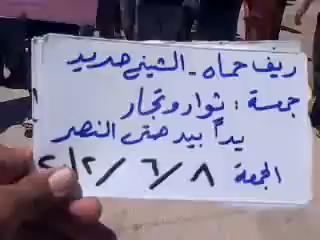 ريف حماه - الشيخ حديد
جمعة : ثوار وتجار
يداً بيد حتى النصر
الجمعة ٨ / ٦ / ٢٠١٢